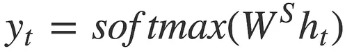 y_t = softmax(W^S h_t)